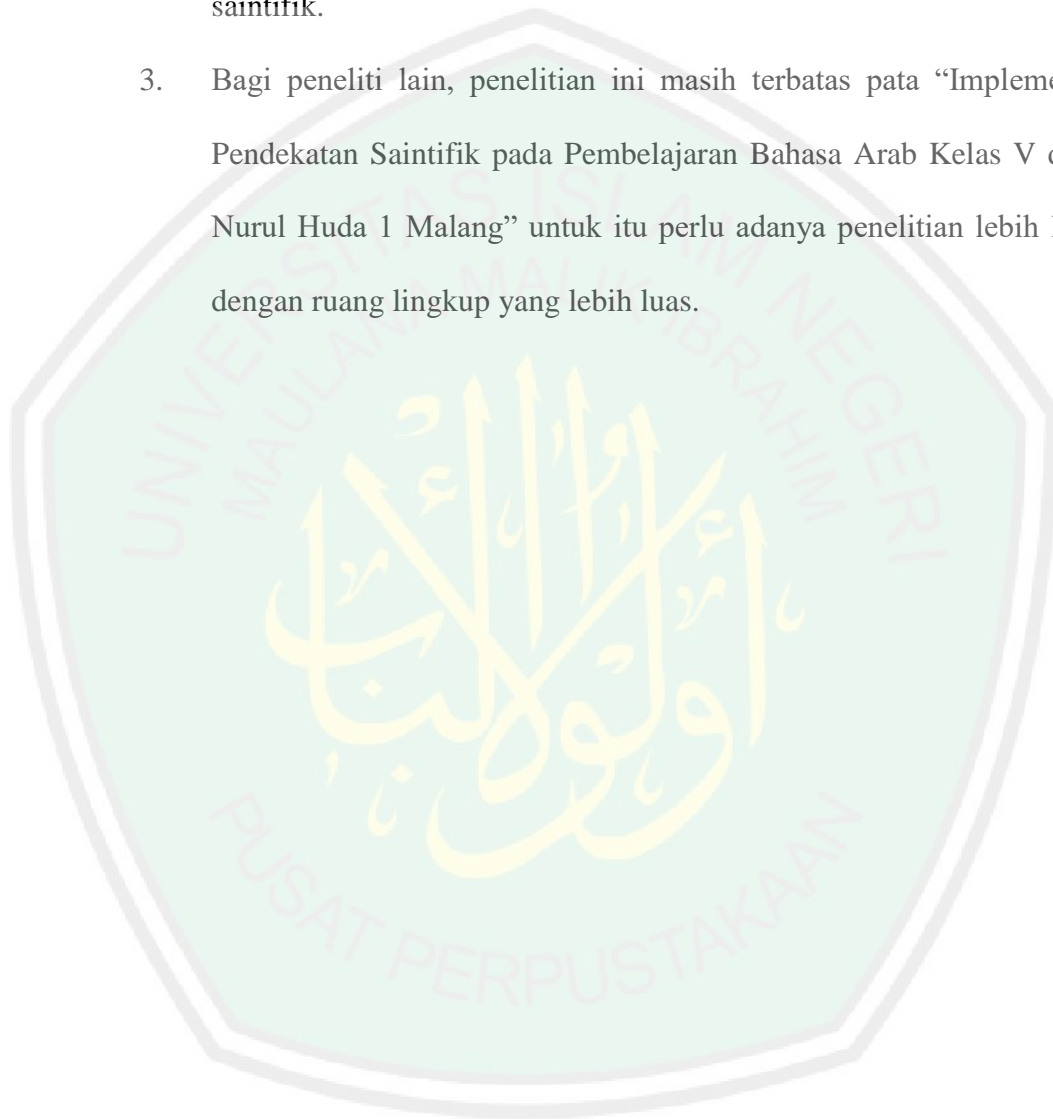 saintifik.
3. Bagi peneliti lain, penelitian ini masih terbatas pata “Impleme
Pendekatan Saintifik pada Pembelajaran Bahasa Arab Kelas V
Nurul Huda 1 Malang” untuk itu perlu adanya penelitian lebih
dengan ruang lingkup yang lebih luas.
UNIVERSITAS ISLAM NEGERI
MAULANA MALIK IBRAHIM
أولوا الألباب
PUSAT PERPUSTAKAAN